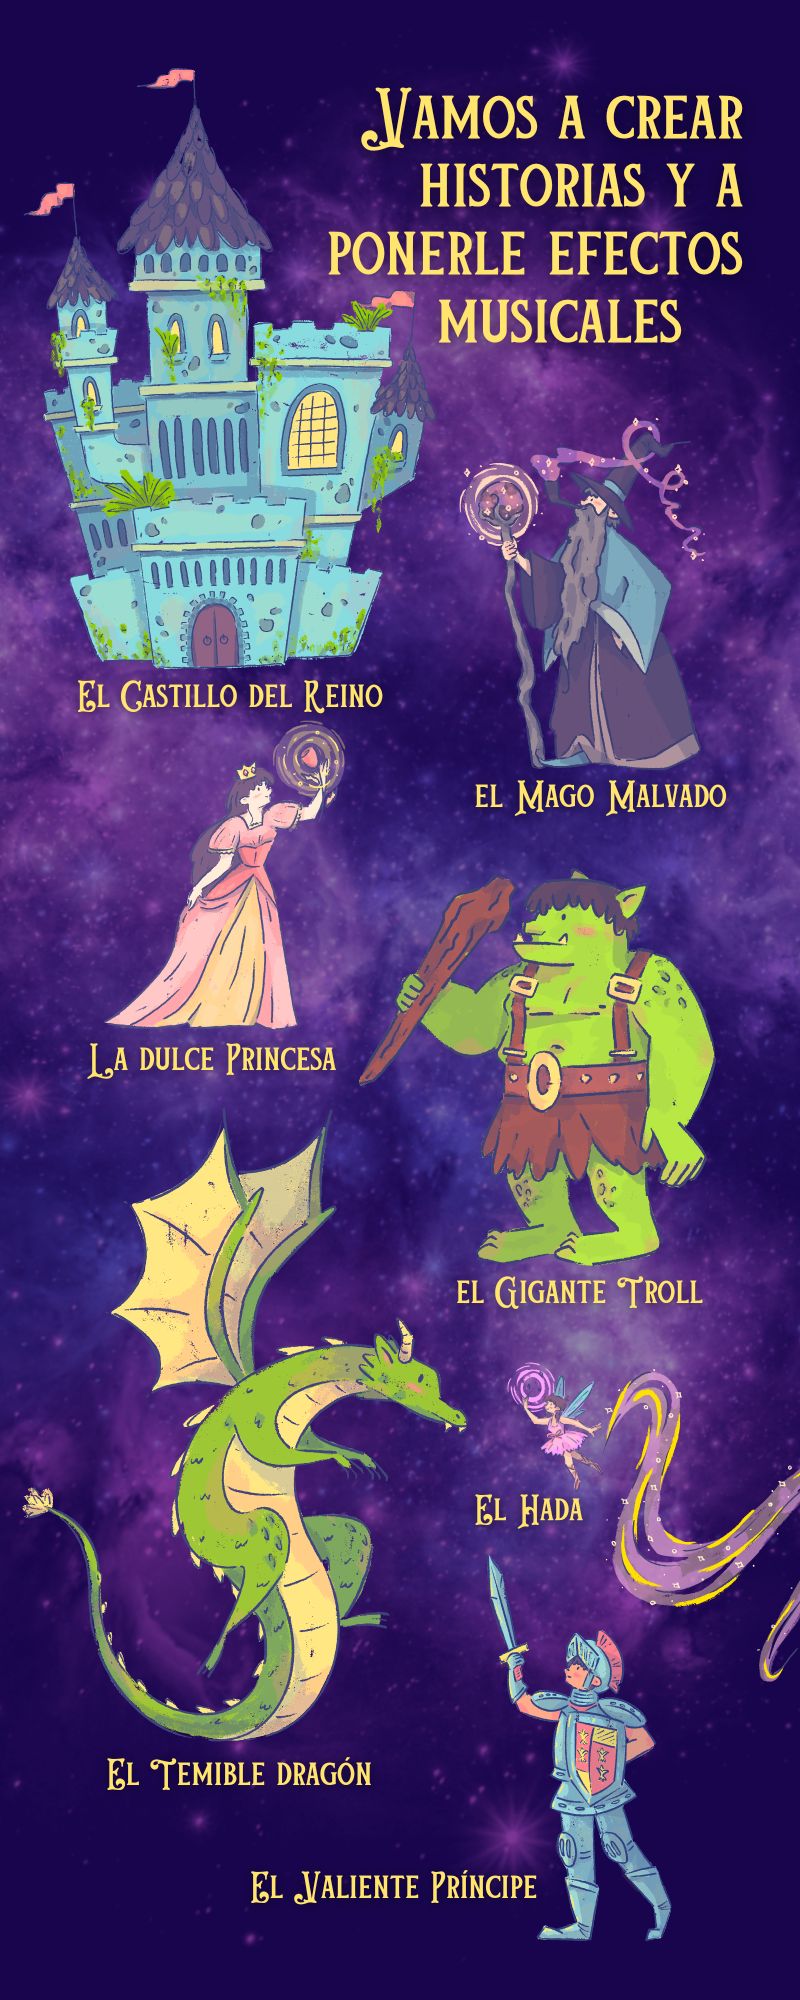 Vamos a crear
historias y a
ponerle efectos
musicales
El Castillo del Reino
el Mago Malvado
La dulce Princesa
el Gigante Troll
El Hada
El Temible dragón
El Valiente Príncipe